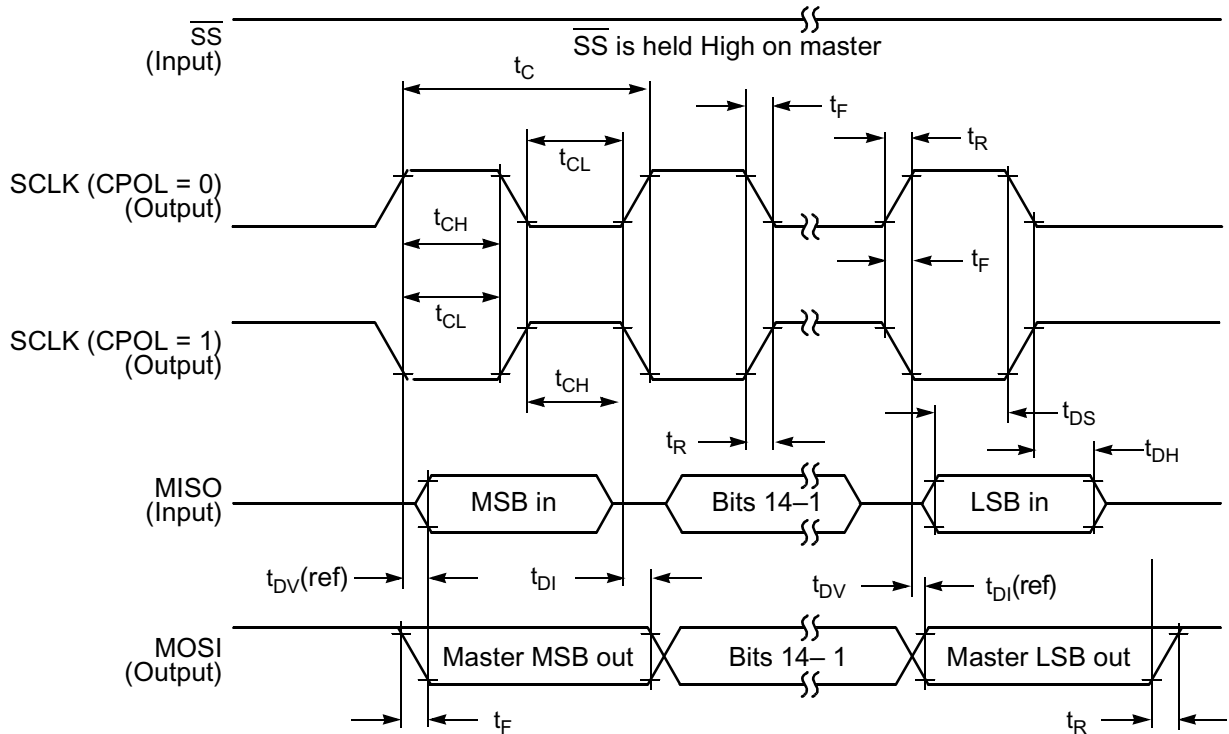 SS
(Input)
SS is held High on master
tC
tF
tR
tCL
SCLK (CPOL = 0)
(Output)
tCH
tF
tCL
SCLK (CPOL = 1)
(Output)
tCH
tDS
tR
tDH
MISO
(Input)
MSB in
Bits 14–1
LSB in
tDV(ref)
tDI
tDV
tDI(ref)
MOSI
(Output)
Master MSB out
Bits 14– 1
Master LSB out
tF
tR